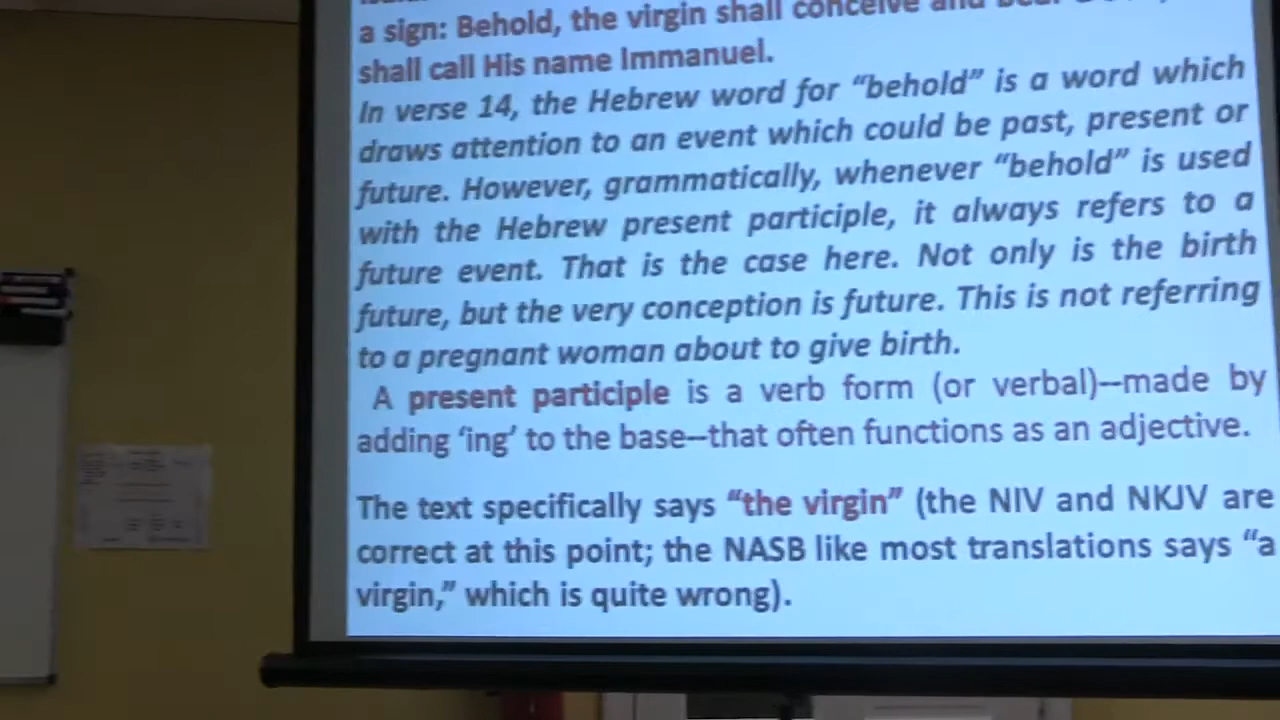 a sign: Behold, the virgin shall conceive and
shall call His name Immanuel.
In verse 14, the Hebrew word for “behold” is a word which
draws attention to an event which could be past, present or
future. However, grammatically, whenever “behold” is used
with the Hebrew present participle, it always refers to a
future event. That is the case here. Not only is the birth
future, but the very conception is future. This is not referring
to a pregnant woman about to give birth.
A present participle is a verb form (or verbal)--made by
adding ‘ing’ to the base--that often functions as an adjective.
The text specifically says “the virgin” (the NIV and NKJV are
correct at this point; the NASB like most translations says “a
virgin,” which is quite wrong).